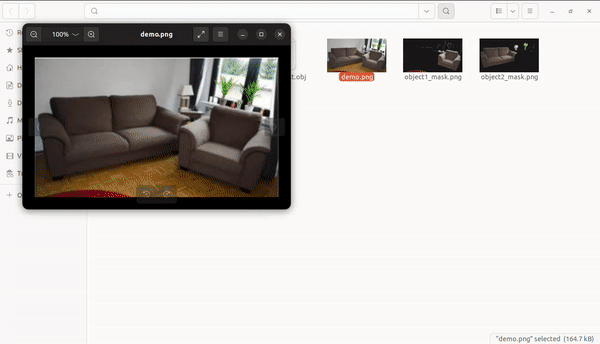 100%
demo.png
t.obj
demo.png
object1_mask.png
object2_mask.png
"demo.png" selected (164.7 kB)